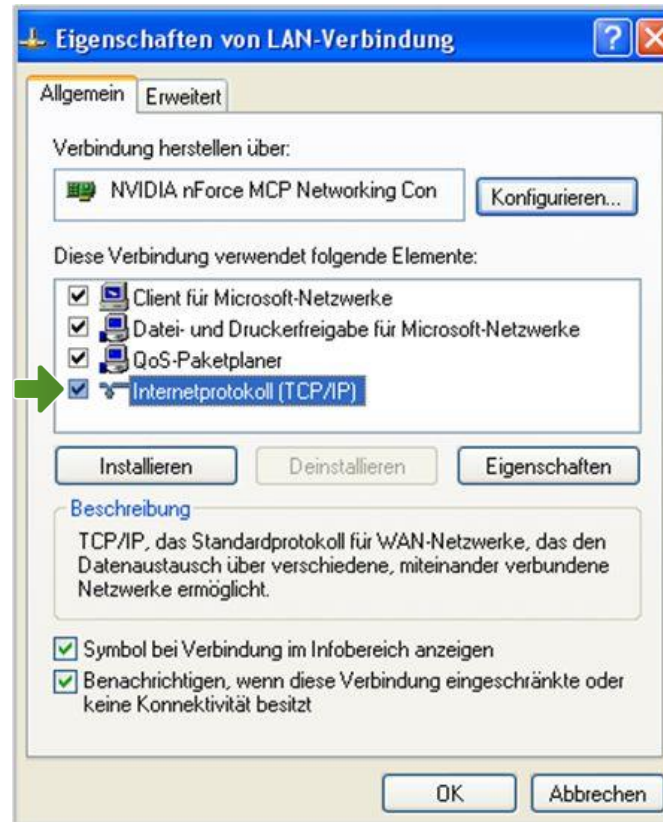 Eigenschaften von LAN-Verbindung
?
Allgemein
Erweitert
Verbindung herstellen über:
NVIDIA nForce MCP Networking Con
Konfigurieren...
Diese Verbindung verwendet folgende Elemente:
Client für Microsoft-Netzwerke
Datei- und Druckerfreigabe für Microsoft-Netzwerke
QoS-Paketplaner
Internetprotokoll (TCP/IP)
Installieren
Deinstallieren
Eigenschaften
Beschreibung
TCP/IP, das Standardprotokoll für WAN-Netzwerke, das den
Datenaustausch über verschiedene, miteinander verbundene
Netzwerke ermöglicht.
Symbol bei Verbindung im Infobereich anzeigen
Benachrichtigen, wenn diese Verbindung eingeschränkte oder
keine Konnektivität besitzt
OK
Abbrechen